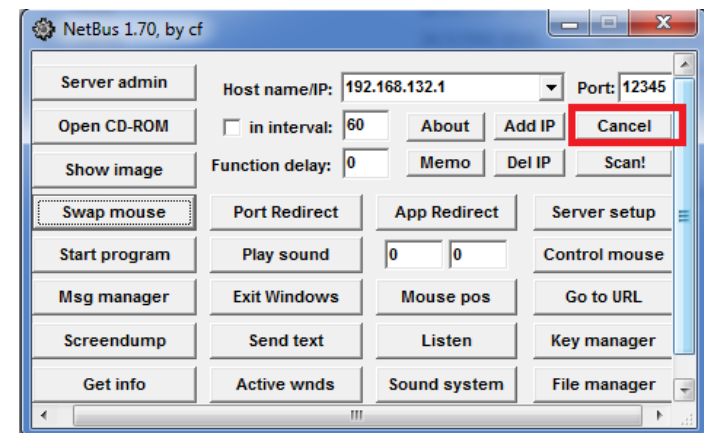 NetBus 1.70, by cf
Server admin Host name/IP: 192.168.132.1 Port: 12345
Open CD-ROM in interval: 60 About Add IP Cancel
Show image Function delay: 0 Memo Del IP Scan!
Swap mouse Port Redirect App Redirect Server setup
Start program Play sound 0 0 Control mouse
Msg manager Exit Windows Mouse pos Go to URL
Screendump Send text Listen Key manager
Get info Active wnds Sound system File manager